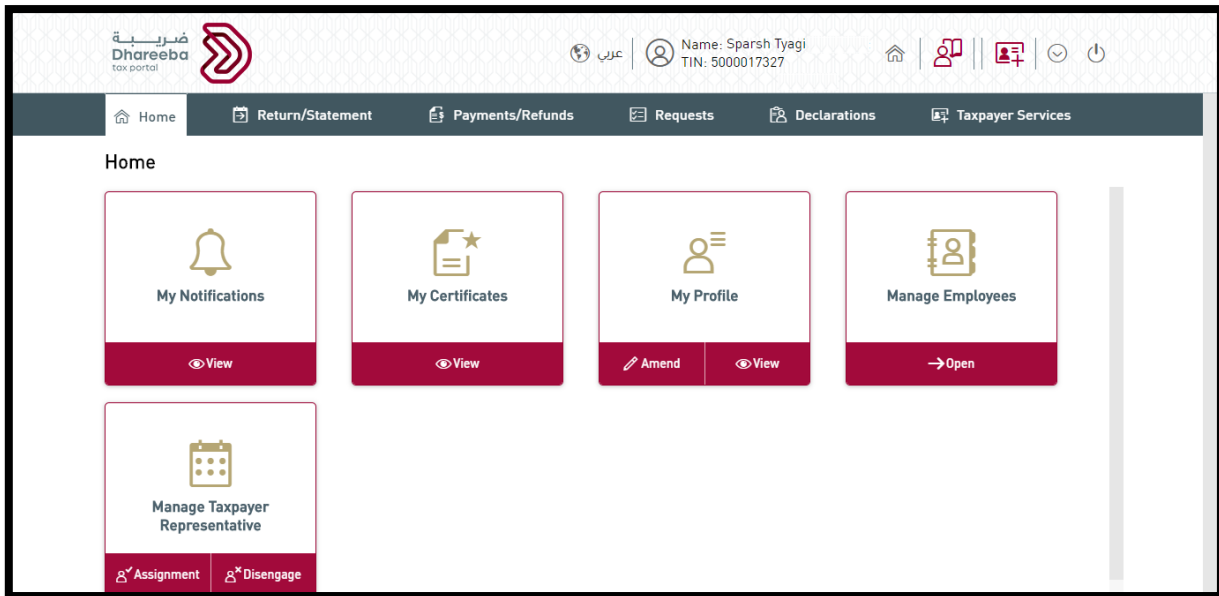 ضريبة
Dhareeba
tax portal
عربي
Name: Sparsh Tyagi
TIN: 5000017327
Home
Return/Statement
Payments/Refunds
Requests
Declarations
Taxpayer Services
Home
My Notifications
View
My Certificates
View
My Profile
Amend
View
Manage Employees
Open
Manage Taxpayer
Representative
Assignment
Disengage